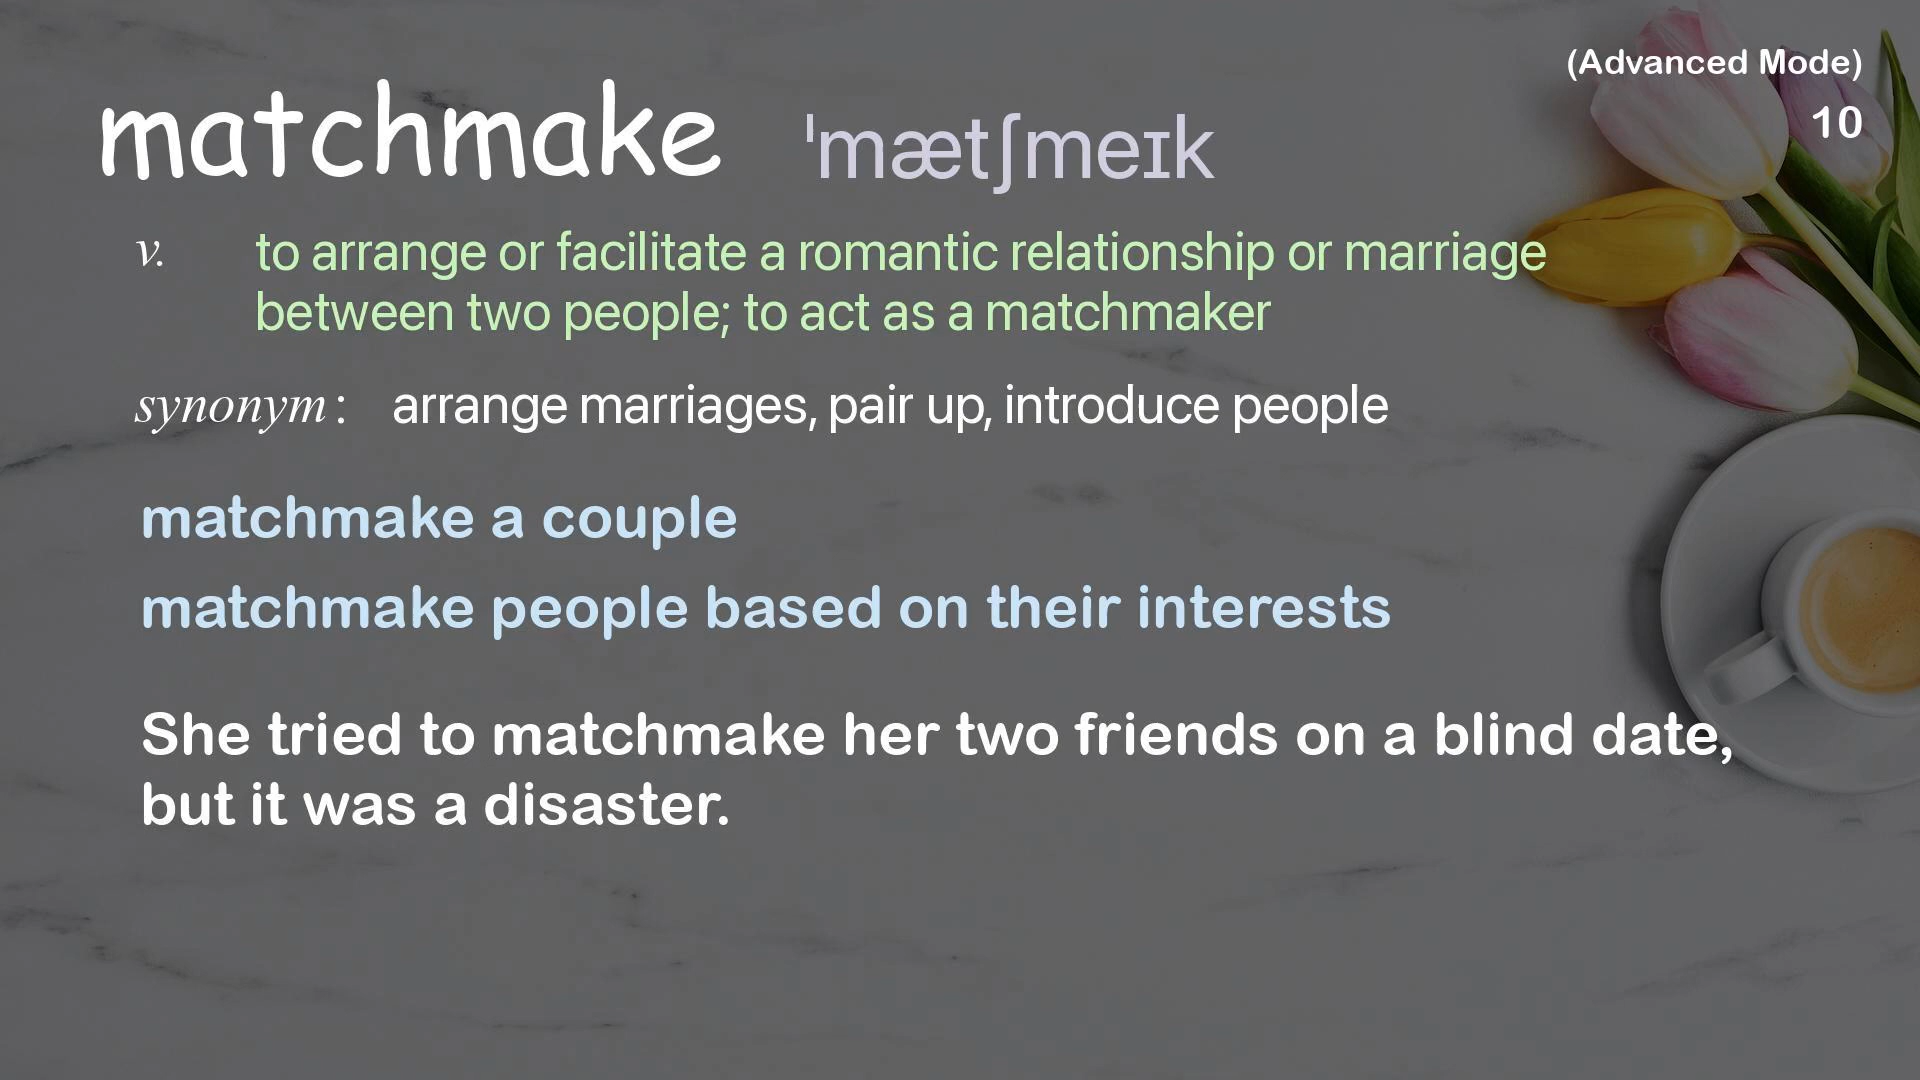 (Advanced Mode)
10
matchmake ˈmætʃmeɪk
v. to arrange or facilitate a romantic relationship or marriage
between two people; to act as a matchmaker
synonym : arrange marriages, pair up, introduce people
matchmake a couple
matchmake people based on their interests
She tried to matchmake her two friends on a blind date,
but it was a disaster.